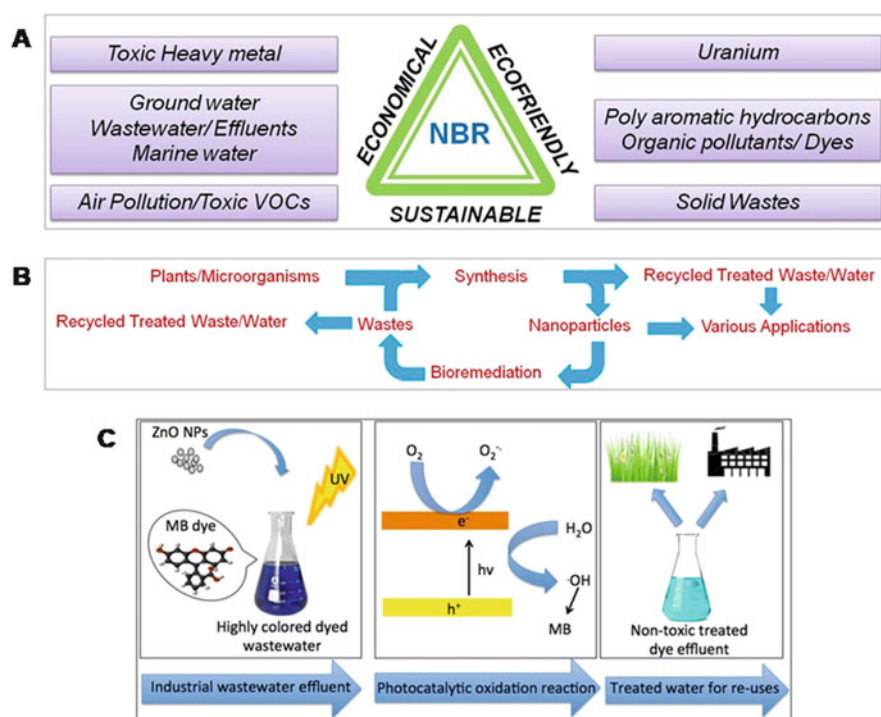 A
Toxic Heavy metal
Ground water
Wastewater/ Effluents
Marine water
Air Pollution/Toxic VOCs
ECONOMICAL
ECOFRIENDLY
NBR
SUSTAINABLE
Uranium
Poly aromatic hydrocarbons
Organic pollutants/ Dyes
Solid Wastes
B
Plants/Microorganisms
Synthesis
Recycled Treated Waste/Water
Recycled Treated Waste/Water
Wastes
Nanoparticles
Various Applications
Bioremediation
C
ZnO NPs
UV
MB dye
Highly colored dyed
wastewater
O₂
O₂⁻·
e⁻
H₂O
hν
·OH
h⁺
MB
Non-toxic treated
dye effluent
Industrial wastewater effluent
Photocatalytic oxidation reaction
Treated water for re-uses